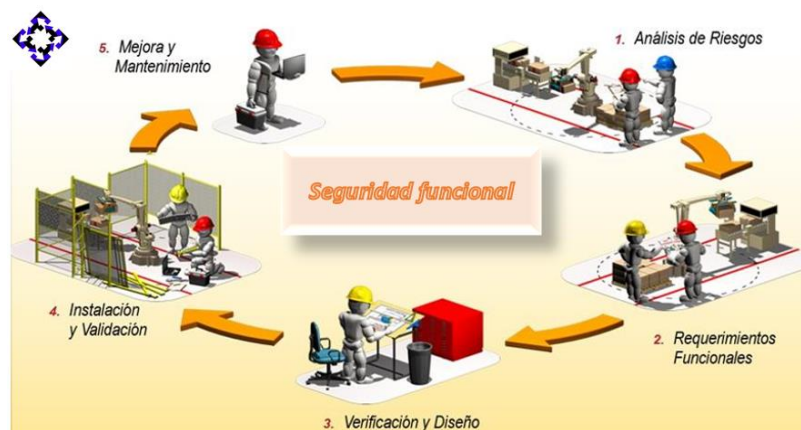 Seguridad funcional
1. Análisis de Riesgos
2. Requerimientos
Funcionales
3. Verificación y Diseño
4. Instalación
y Validación
5. Mejora y
Mantenimiento